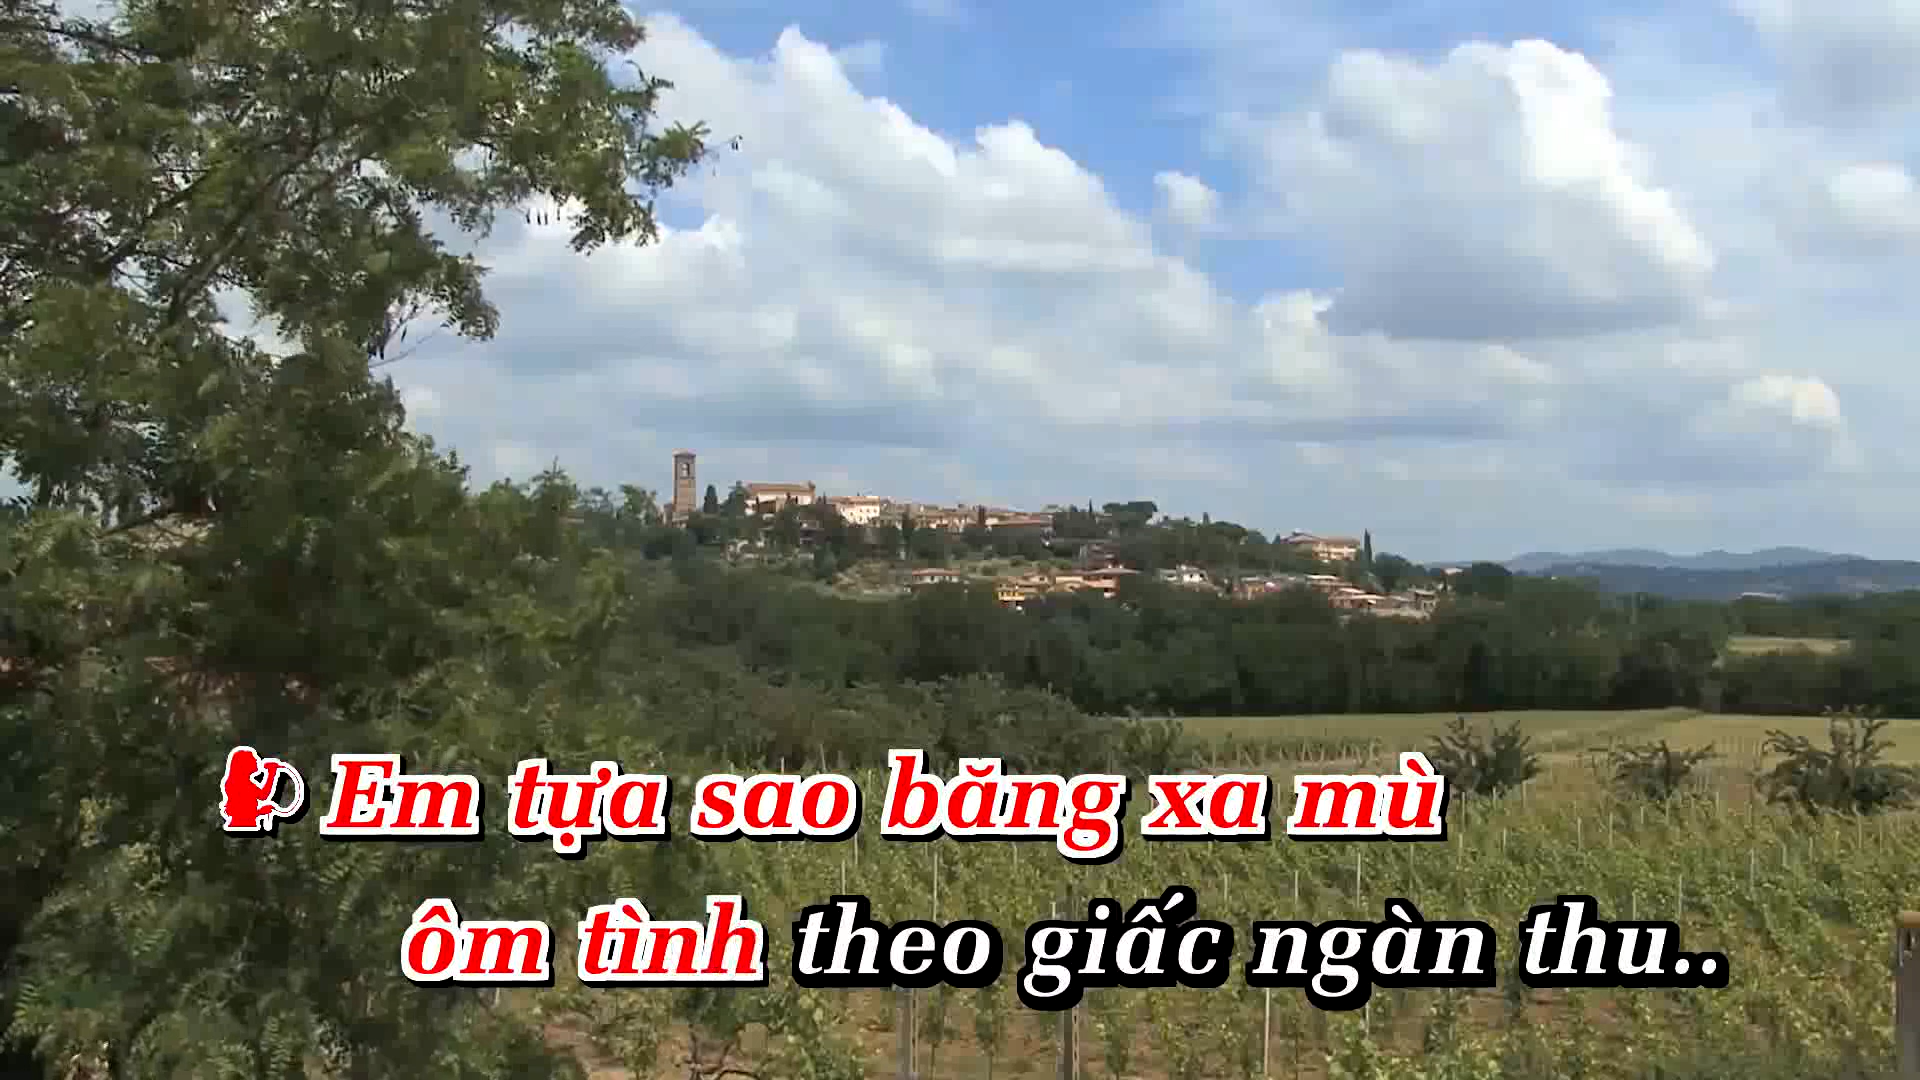 Em tựa sao băng xa mù
ôm tình theo giấc ngàn thu..